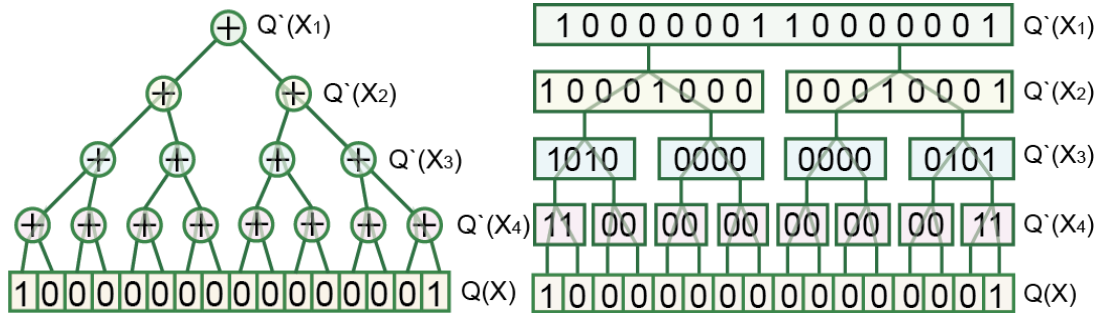 + Q`(X₁)
+ + Q`(X₂)
+ + + + Q`(X₃)
+ + + + + + + + Q`(X₄)
1 0 0 0 0 0 0 0 0 0 0 0 0 0 0 1 Q(X)
1 0 0 0 0 0 0 1 1 0 0 0 0 0 0 1 Q`(X₁)
1 0 0 0 1 0 0 0 0 0 0 1 0 0 0 1 Q`(X₂)
1010 0000 0000 0101 Q`(X₃)
11 00 00 00 00 00 00 11 Q`(X₄)
1 0 0 0 0 0 0 0 0 0 0 0 0 0 0 1 Q(X)